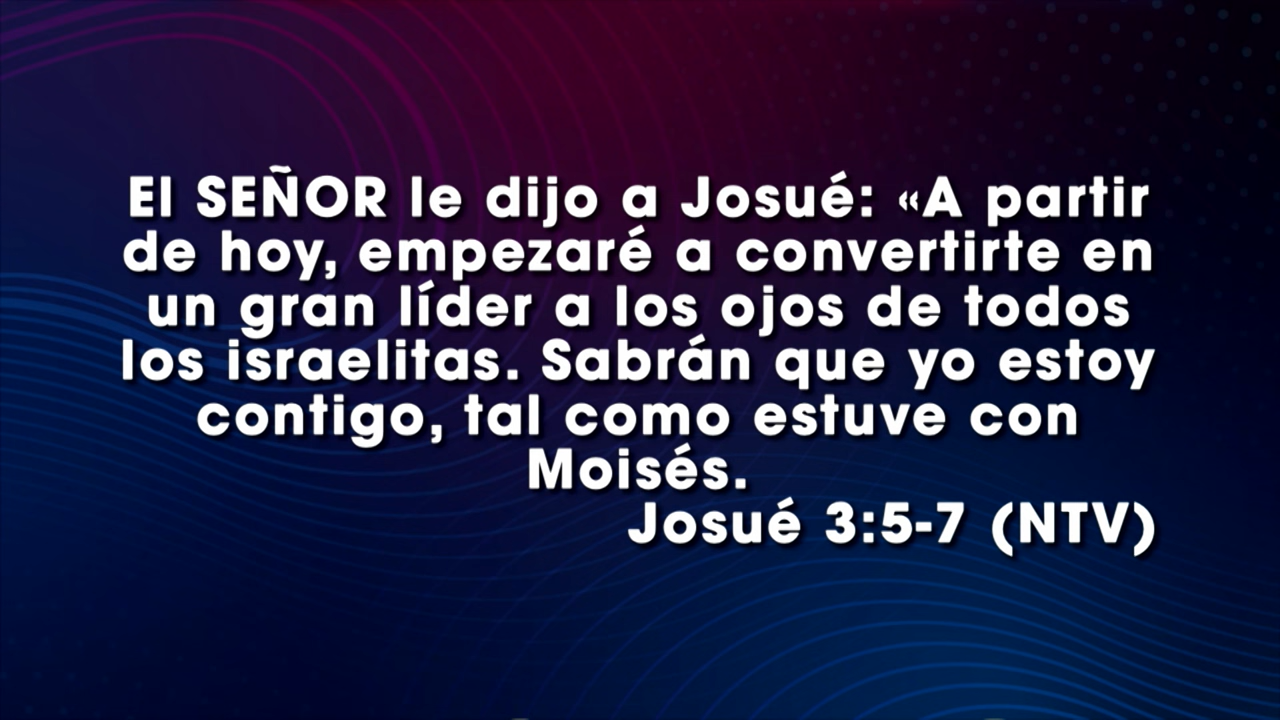 El SEÑOR le dijo a Josué: «A partir
de hoy, empezaré a convertirte en
un gran líder a los ojos de todos
los israelitas. Sabrán que yo estoy
contigo, tal como estuve con
Moisés.
Josué 3:5-7 (NTV)